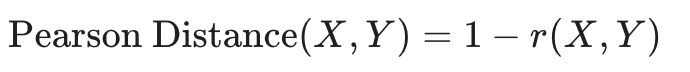 Pearson Distance(X, Y) = 1 − r(X, Y)